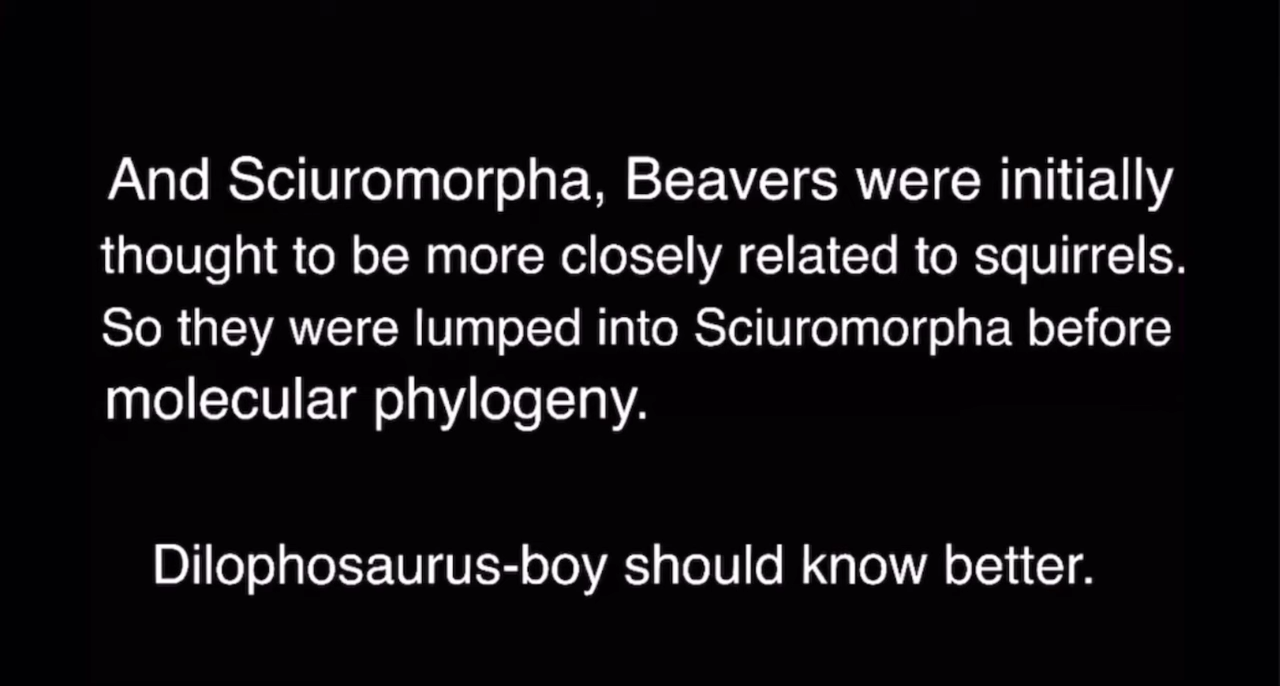 And Sciuromorpha, Beavers were initially
thought to be more closely related to squirrels.
So they were lumped into Sciuromorpha before
molecular phylogeny.
Dilophosaurus-boy should know better.